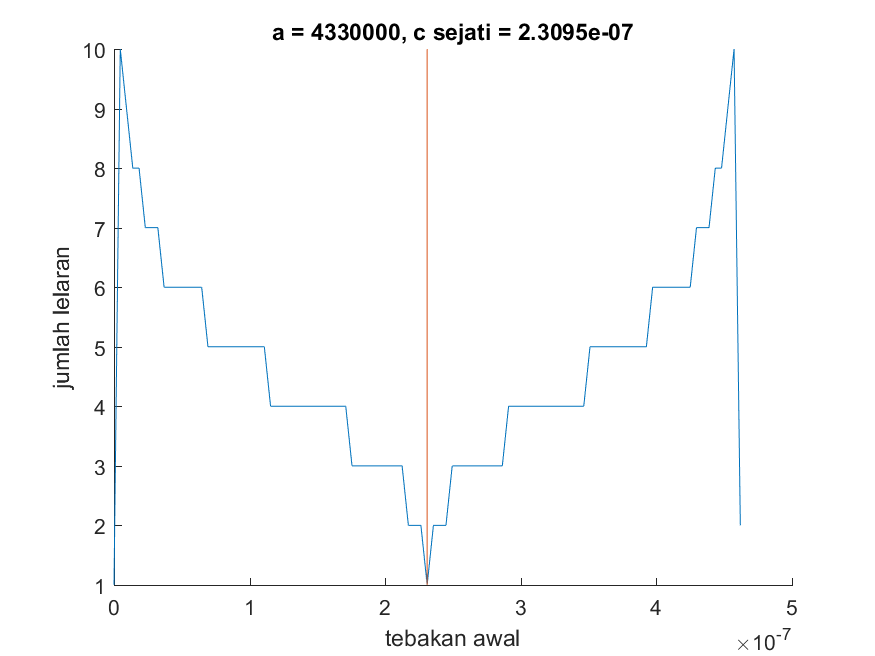 a = 4330000, c sejati = 2.3095e-07
jumlah lelaran
10
9
8
7
6
5
4
3
2
1
0 1 2 3 4 5
×10-7
tebakan awal